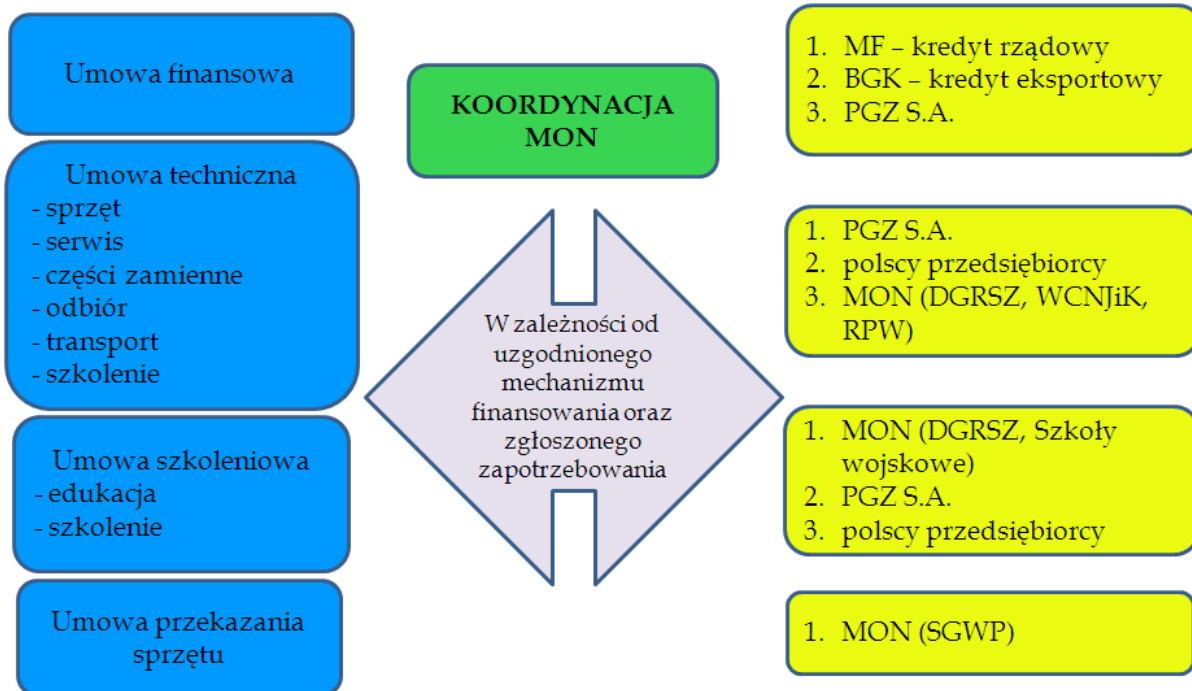 Umowa finansowa
Umowa techniczna
- sprzęt
- serwis
- części zamienne
- odbiór
- transport
- szkolenie
Umowa szkoleniowa
- edukacja
- szkolenie
Umowa przekazania
sprzętu
KOORDYNACJA
MON
W zależności od
uzgodnionego
mechanizmu
finansowania oraz
zgłoszonego
zapotrzebowania
1. MF – kredyt rządowy
2. BGK – kredyt eksportowy
3. PGZ S.A.
1. PGZ S.A.
2. polscy przedsiębiorcy
3. MON (DGRSZ, WCNJiK,
RPW)
1. MON (DGRSZ, Szkoły
wojskowe)
2. PGZ S.A.
3. polscy przedsiębiorcy
1. MON (SGWP)